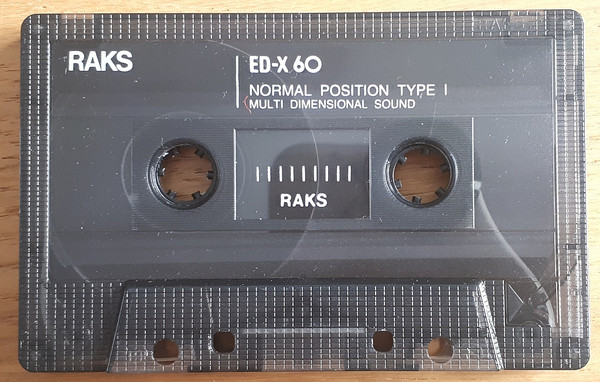 RAKS
ED-X 60
NORMAL POSITION TYPE I
MULTI DIMENSIONAL SOUND
RAKS